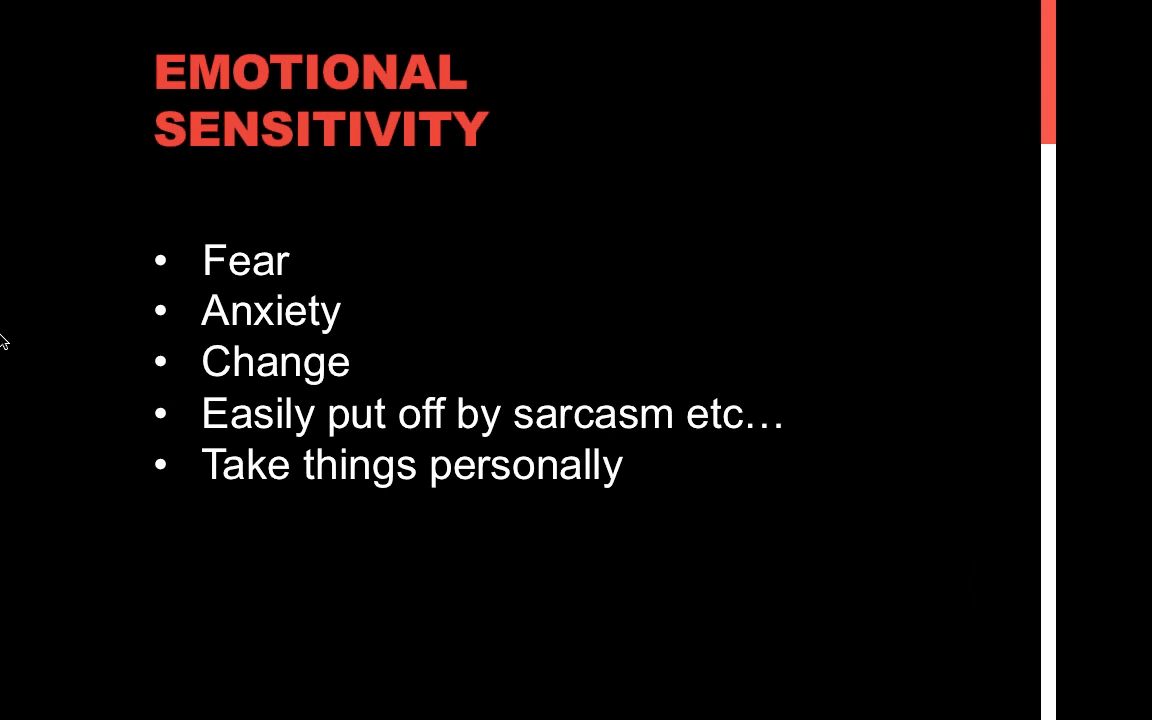 EMOTIONAL
SENSITIVITY
• Fear
• Anxiety
• Change
• Easily put off by sarcasm etc…
• Take things personally